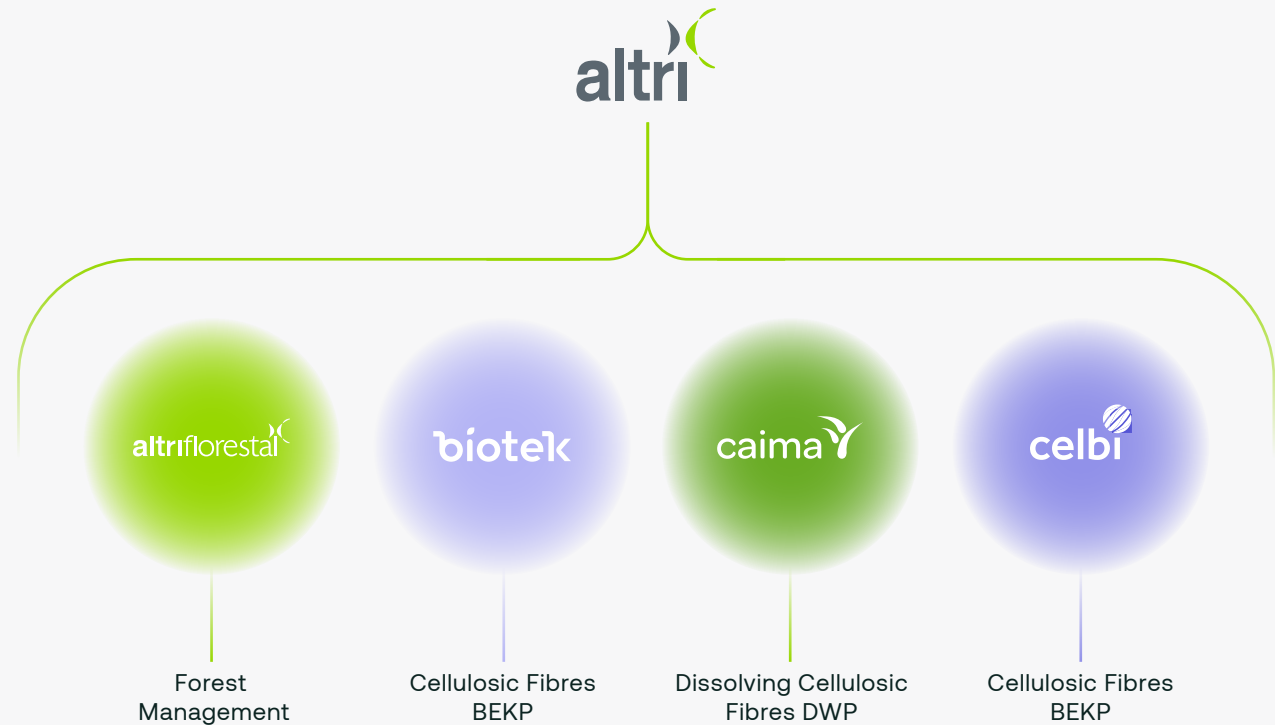 altri
altriflorestal
biotek
caima
celbi
Forest
Management
Cellulosic Fibres
BEKP
Dissolving Cellulosic
Fibres DWP
Cellulosic Fibres
BEKP